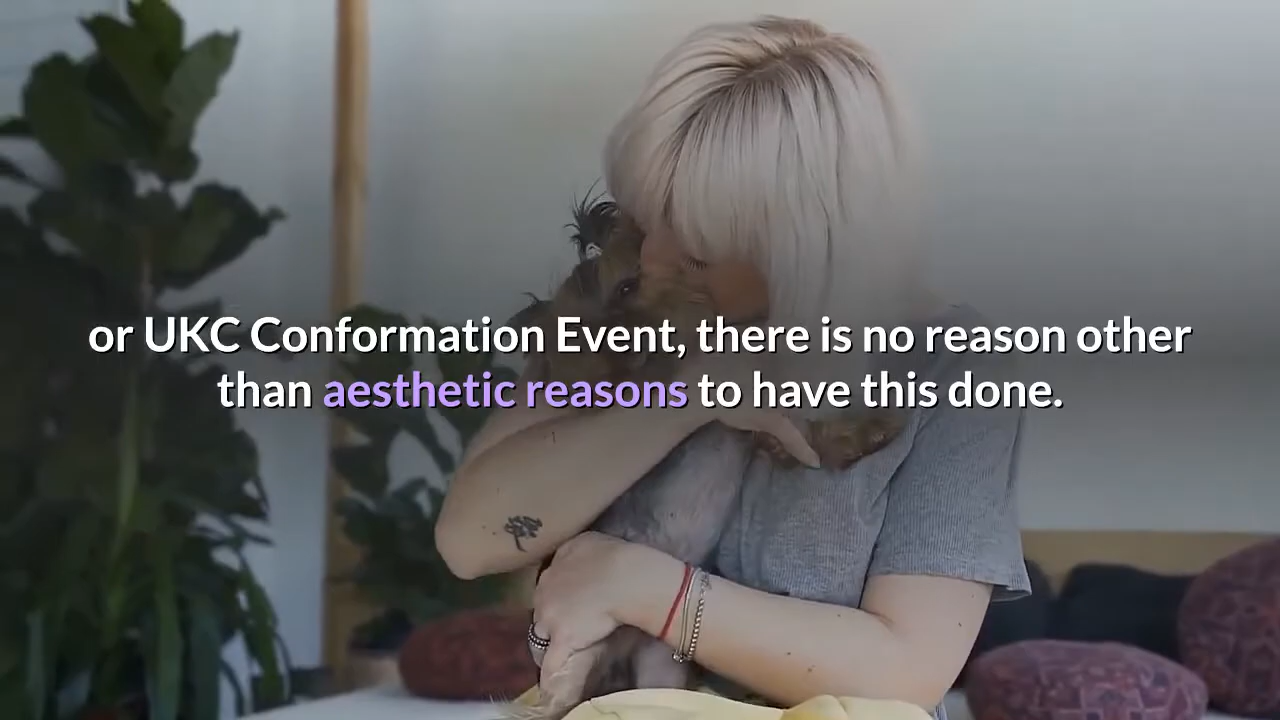 or UKC Conformation Event, there is no reason other
than aesthetic reasons to have this done.